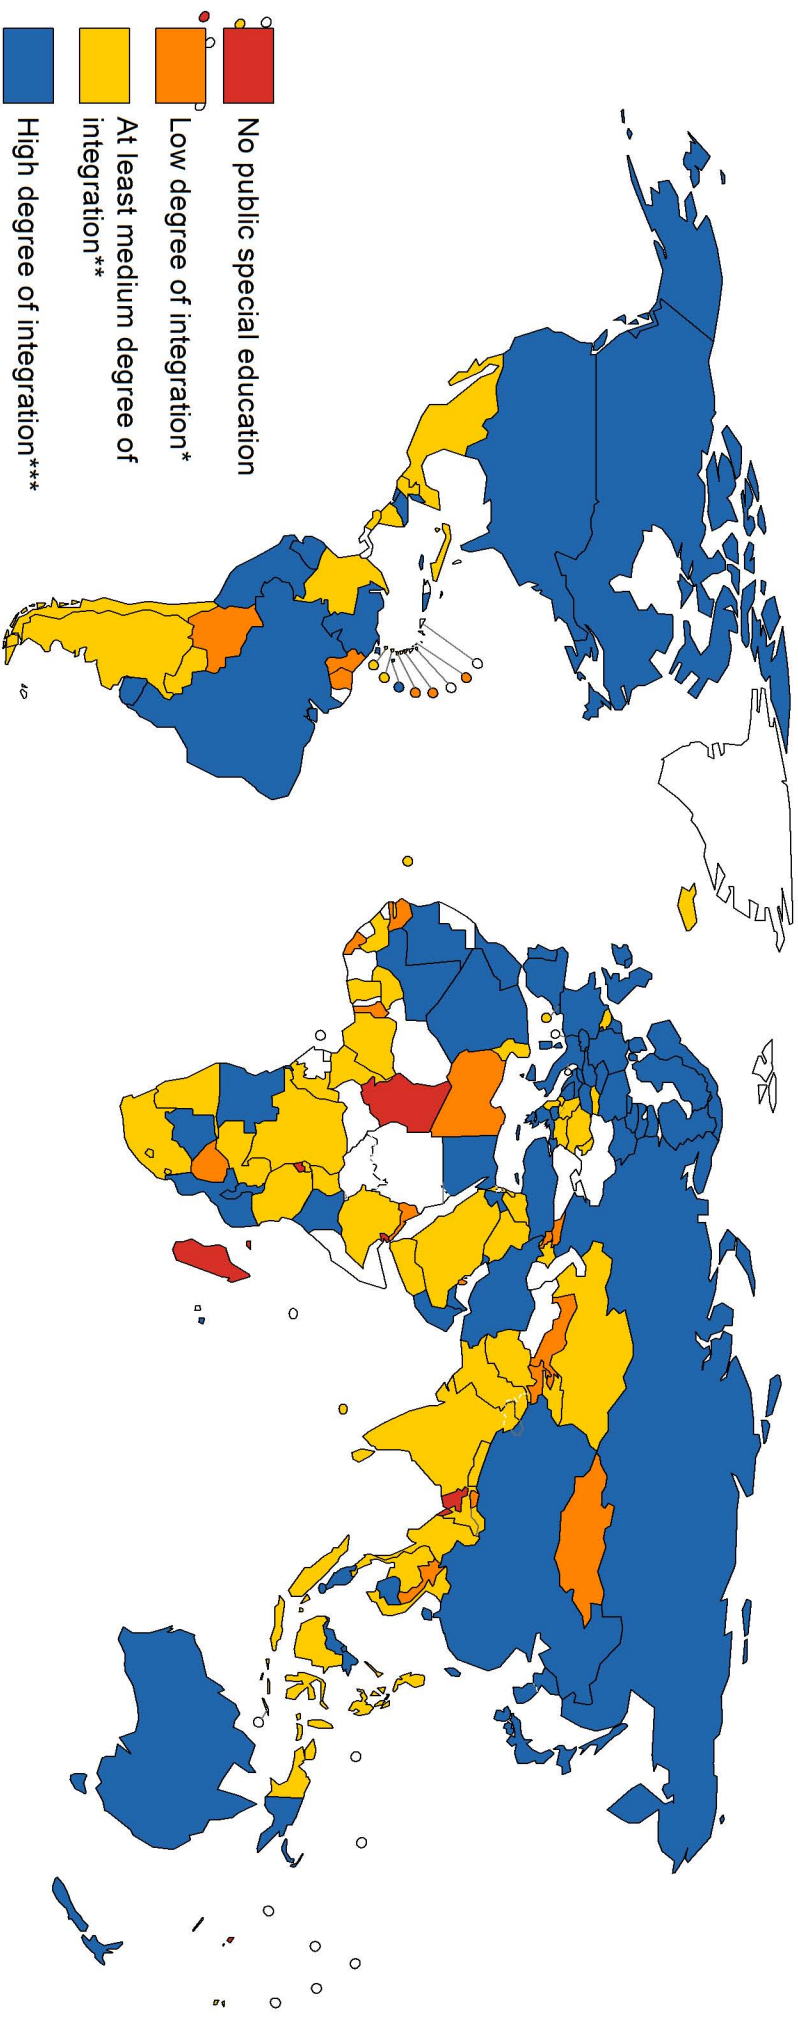 No public special education
Low degree of integration*
At least medium degree of
integration**
High degree of integration***